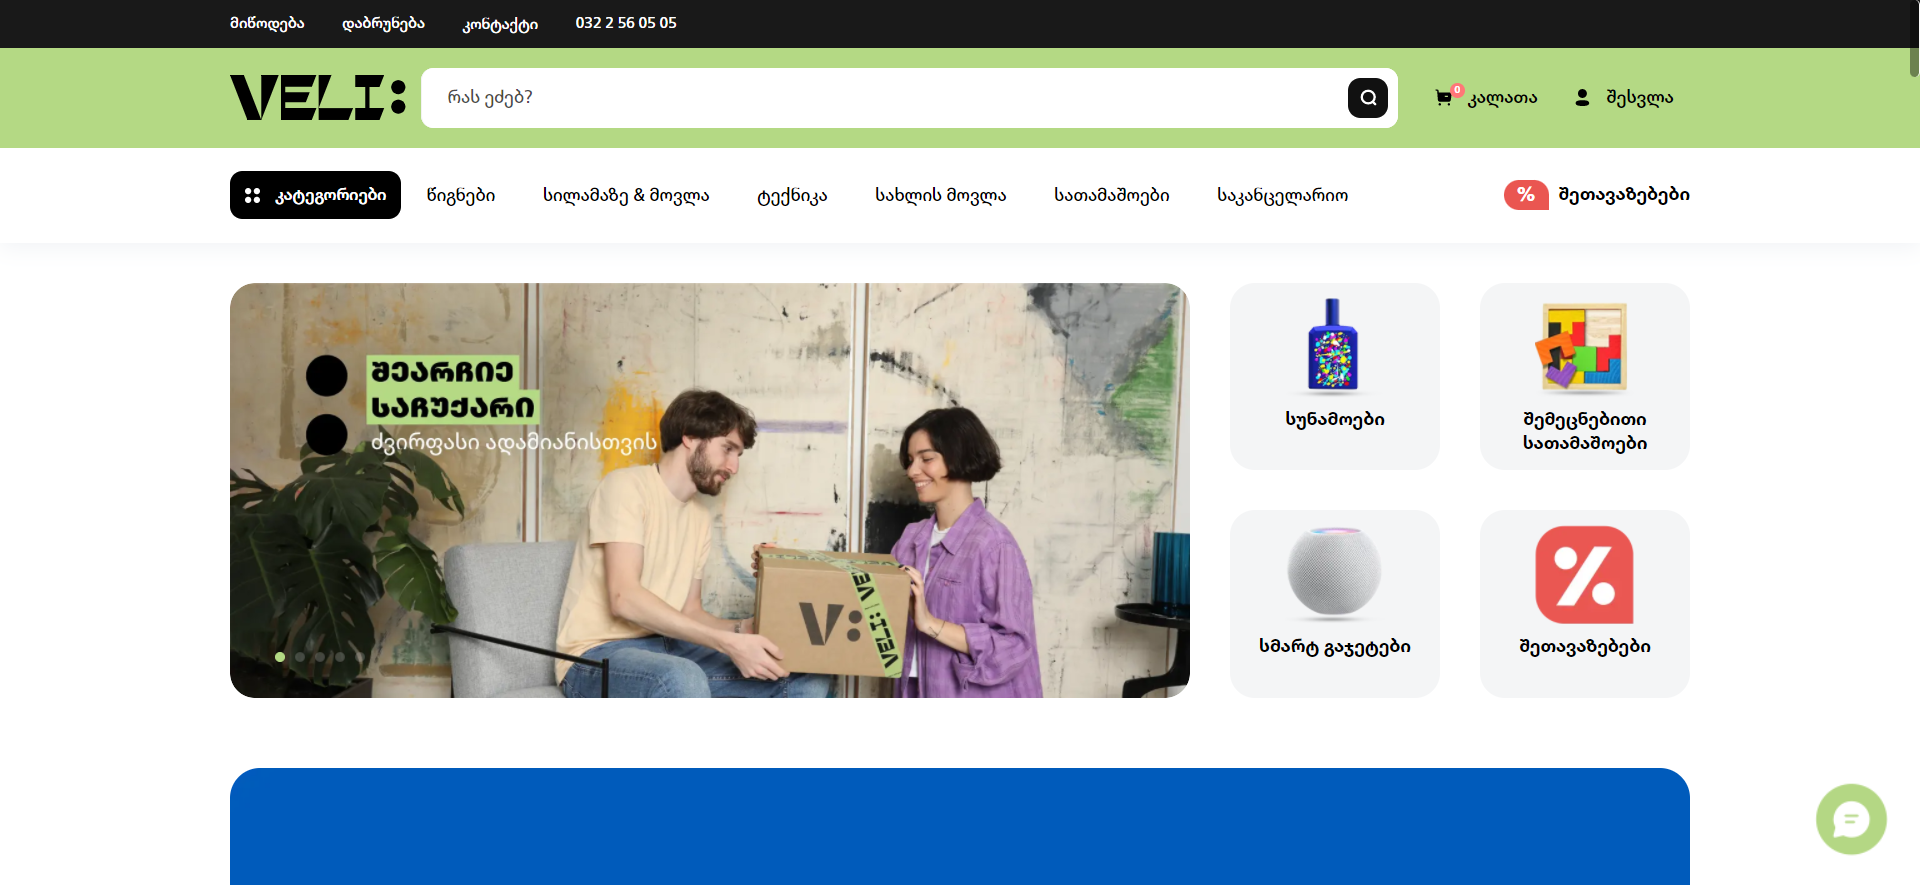 მიწოდება
დაბრუნება
კონტაქტი
032 2 56 05 05
VELI:
რას ეძებ?
0
კალათა
შესვლა
კატეგორიები
წიგნები
სილამაზე & მოვლა
ტექნიკა
სახლის მოვლა
სათამაშოები
საკანცელარიო
%
შეთავაზებები
შეარჩიე
საჩუქარი
ძვირფასი ადამიანისთვის
V:
VELI:
სუნამოები
შემეცნებითი
სათამაშოები
სმარტ გაჯეტები
%
შეთავაზებები